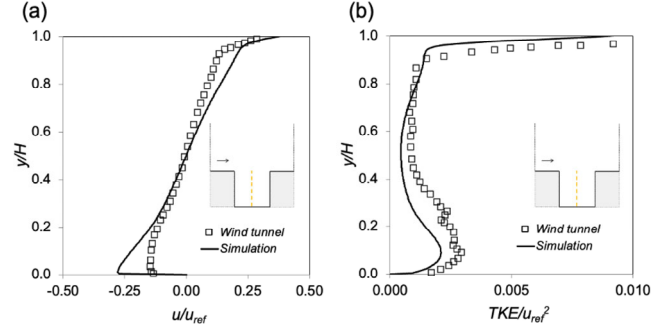 (a)
1.0
0.8
0.6
y/H
0.4
0.2
0.0
□ Wind tunnel
— Simulation
-0.50 -0.25 0.00 0.25 0.50
u/u_ref
(b)
1.0
0.8
0.6
y/H
0.4
0.2
0.0
□ Wind tunnel
— Simulation
0.000 0.005 0.010
TKE/u_ref²